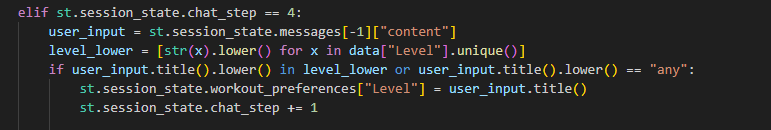 elif st.session_state.chat_step == 4:
    user_input = st.session_state.messages[-1]["content"]
    level_lower = [str(x).lower() for x in data["Level"].unique()]
    if user_input.title().lower() in level_lower or user_input.title().lower() == "any":
        st.session_state.workout_preferences["Level"] = user_input.title()
        st.session_state.chat_step += 1